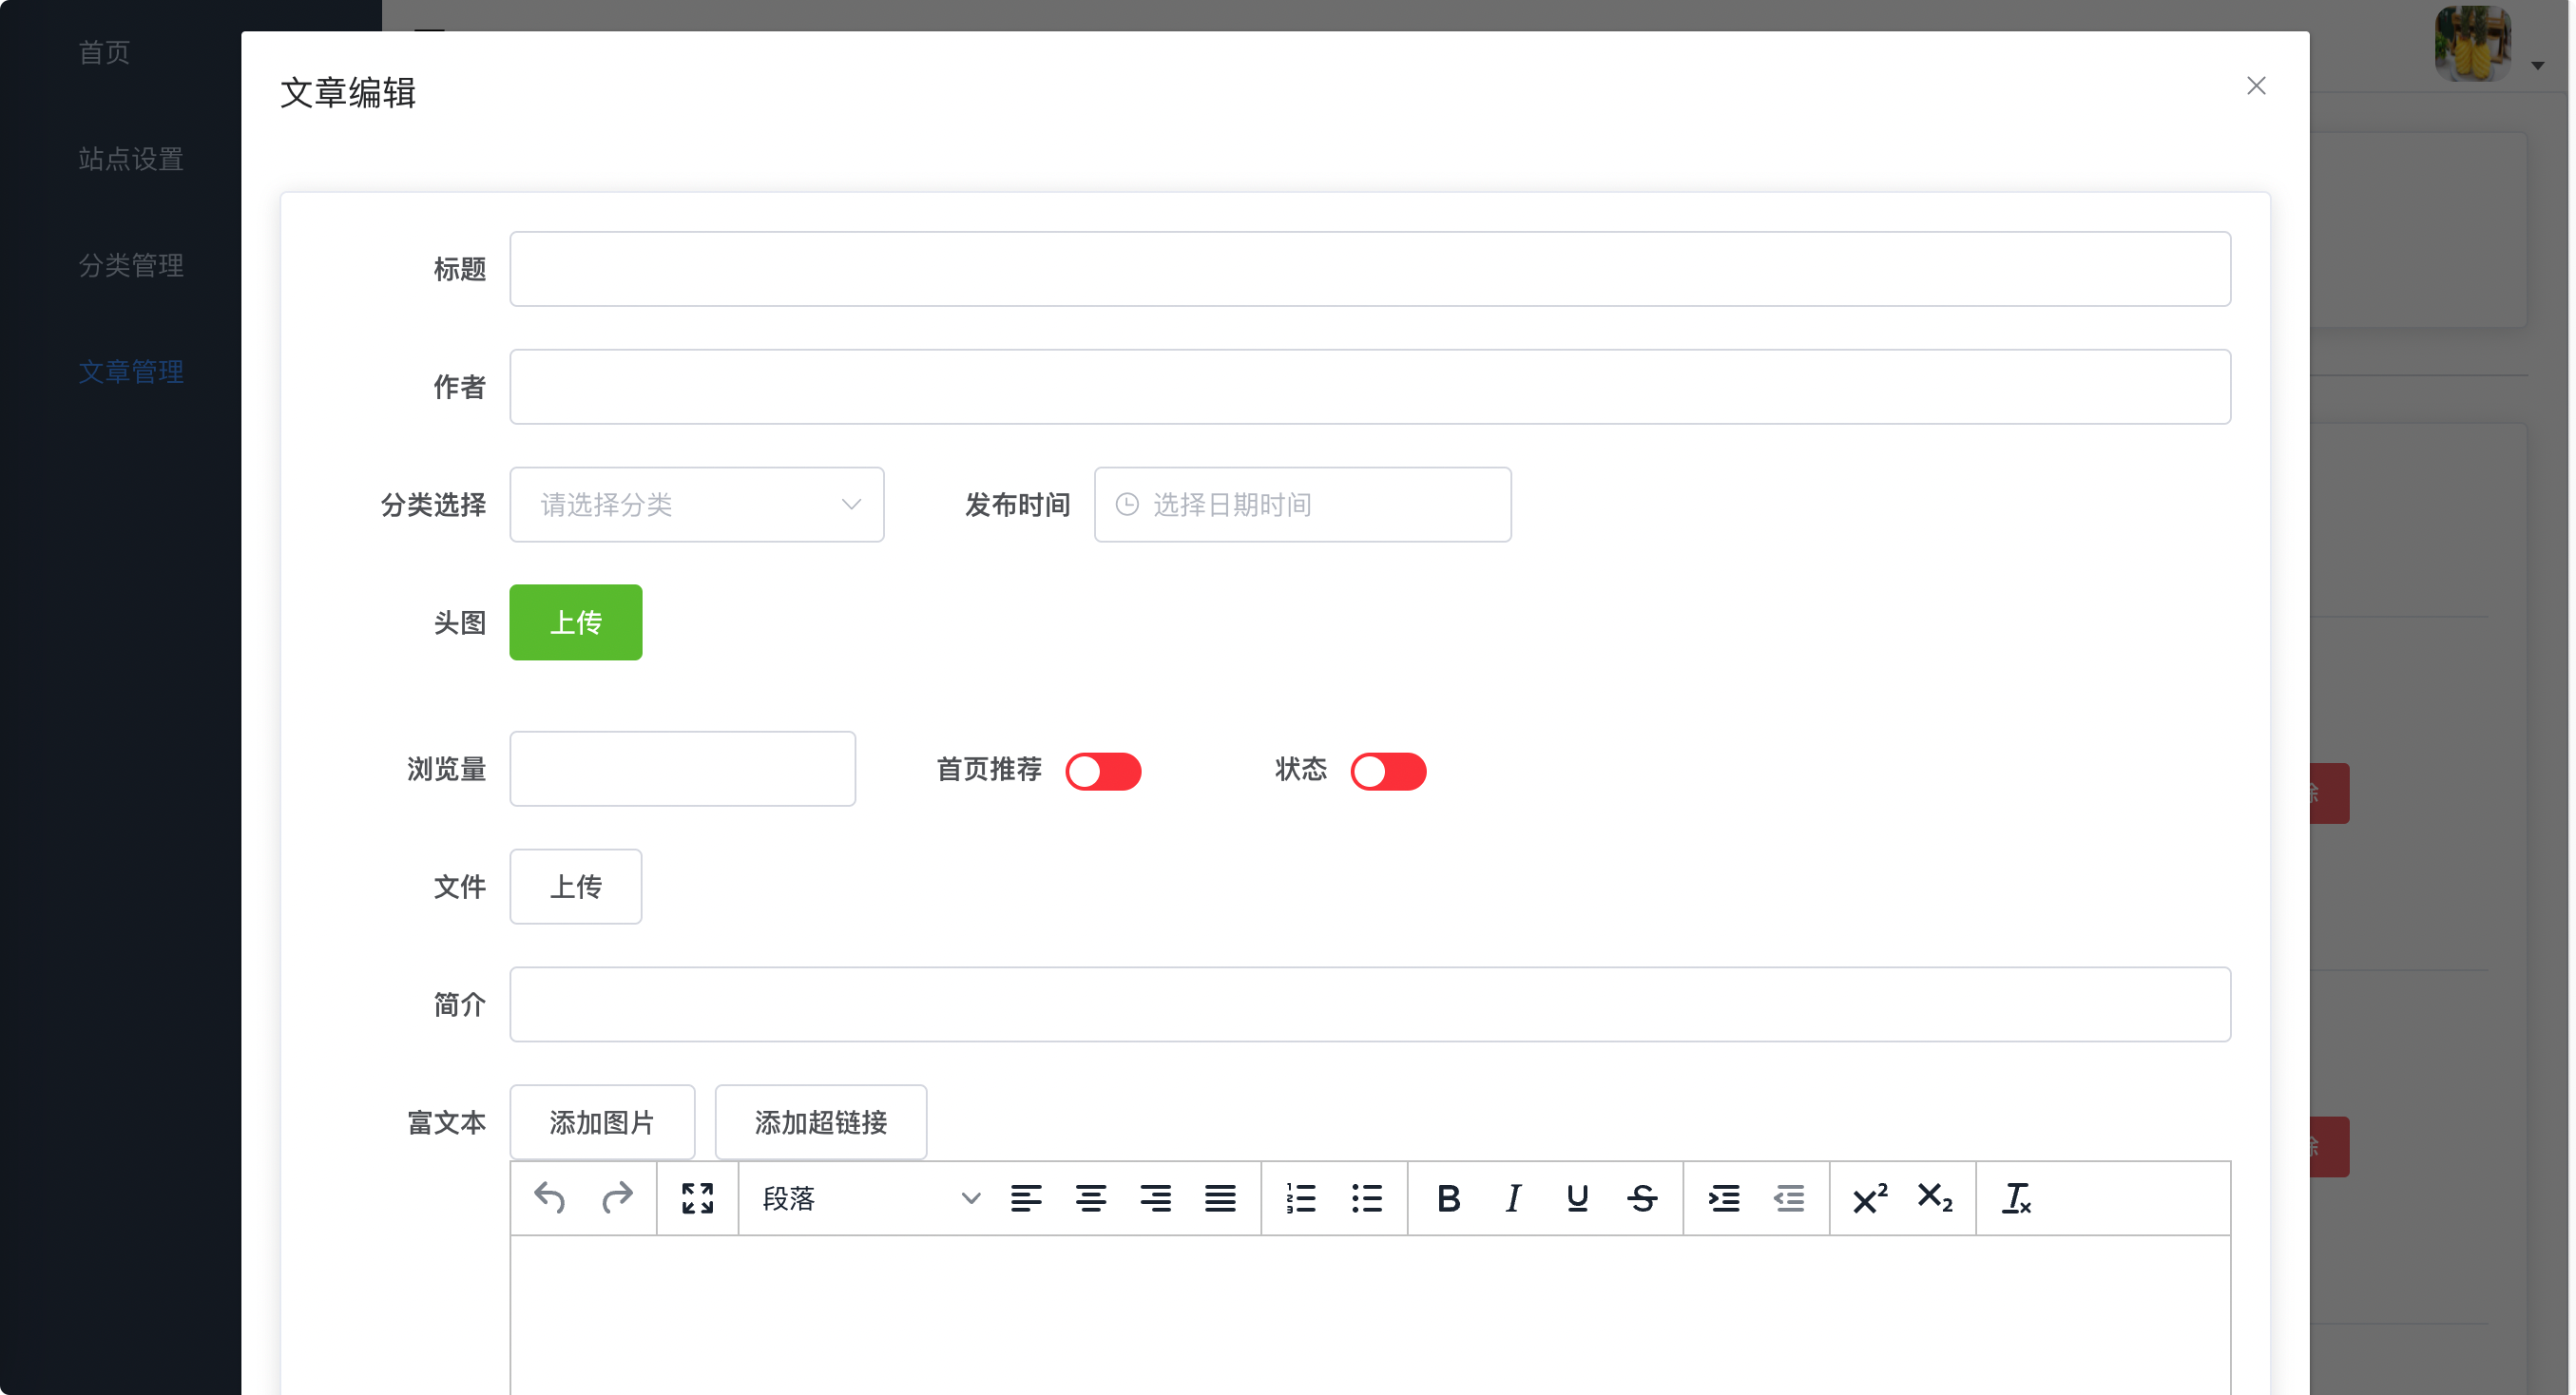 首页
站点设置
分类管理
文章管理
文章编辑
标题
作者
分类选择 请选择分类 发布时间 选择日期时间
头图 上传
浏览量 首页推荐 状态
文件 上传
简介
富文本 添加图片 添加超链接
段落